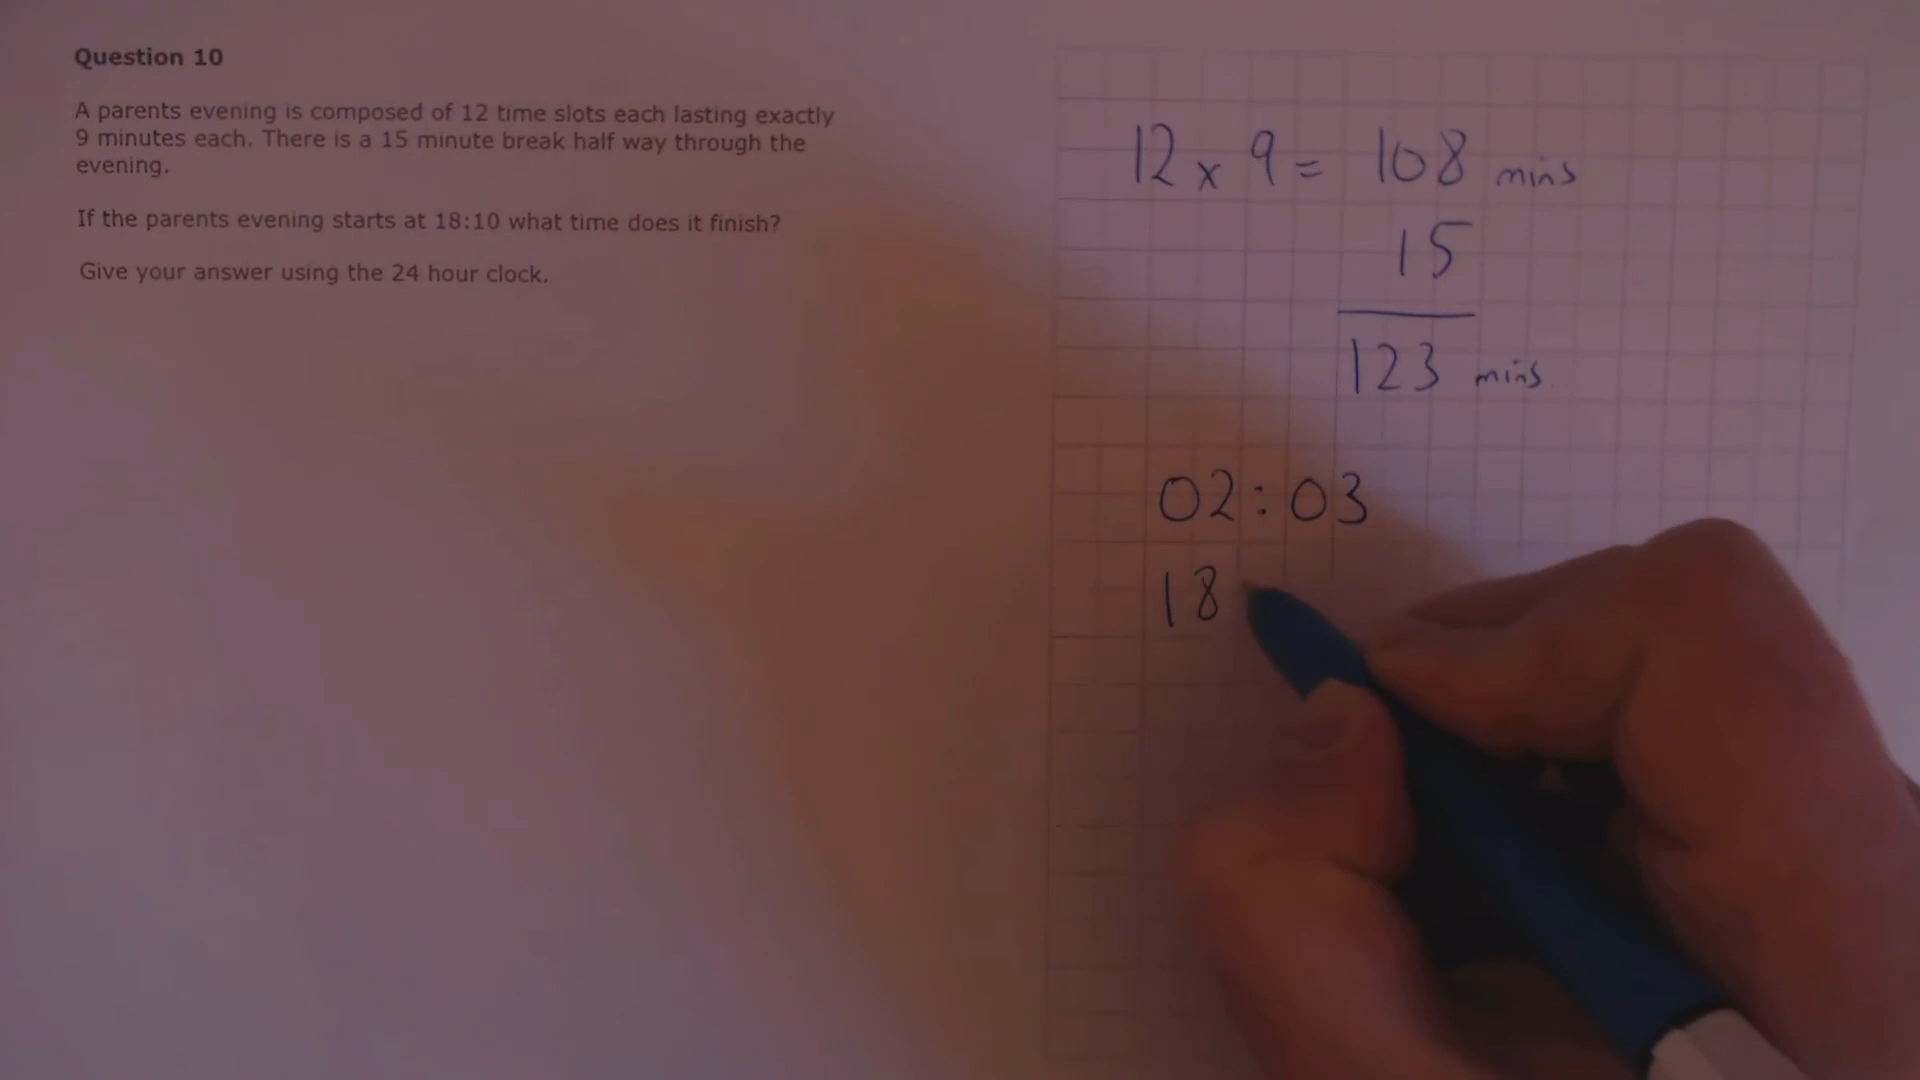 Question 10
A parents evening is composed of 12 time slots each lasting exactly
9 minutes each. There is a 15 minute break half way through the
evening.
If the parents evening starts at 18:10 what time does it finish?
Give your answer using the 24 hour clock.
12 x 9 = 108 mins
15
123 mins
02:03
18